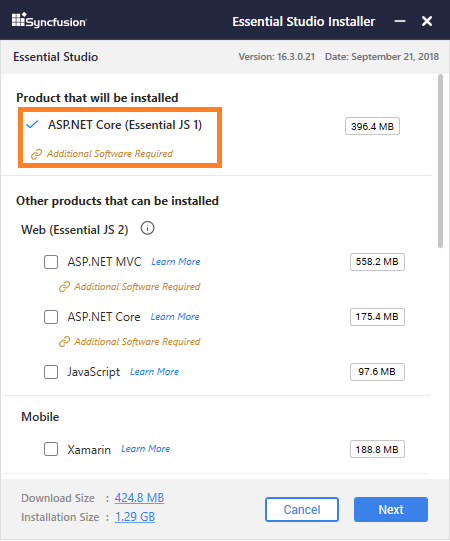 Syncfusion Essential Studio Installer
Essential Studio Version: 16.3.0.21 Date: September 21, 2018
Product that will be installed
ASP.NET Core (Essential JS 1) 396.4 MB
Additional Software Required
Other products that can be installed
Web (Essential JS 2)
ASP.NET MVC Learn More 558.2 MB
Additional Software Required
ASP.NET Core Learn More 175.4 MB
Additional Software Required
JavaScript Learn More 97.6 MB
Mobile
Xamarin Learn More 188.8 MB
Download Size : 424.8 MB
Installation Size : 1.29 GB
Cancel Next